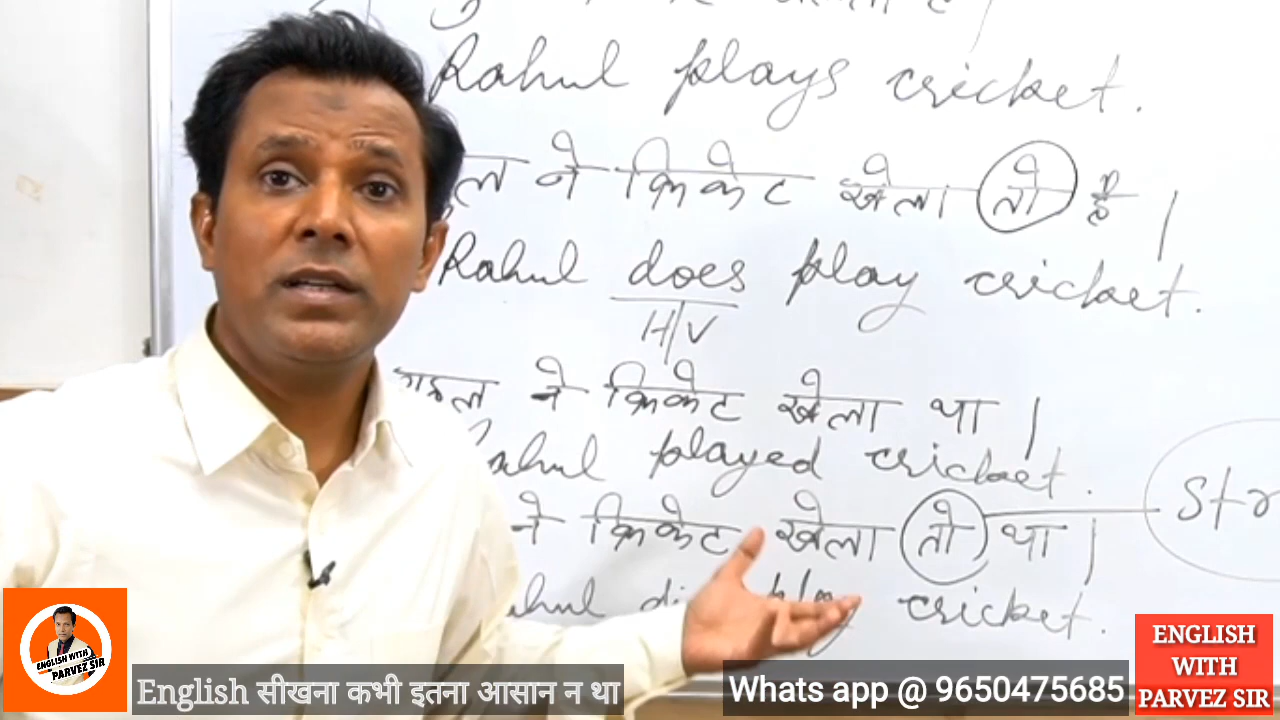 Rahul plays cricket.
ने क्रिकेट खेला तो है।
Rahul does play cricket.
H/V
राहुल ने क्रिकेट खेला था।
Rahul played cricket.
ने क्रिकेट खेला तो था।
cricket.
ENGLISH WITH
PARVEZ SIR
English सीखना कभी इतना आसान न था
Whats app @ 9650475685
ENGLISH
WITH
PARVEZ SIR